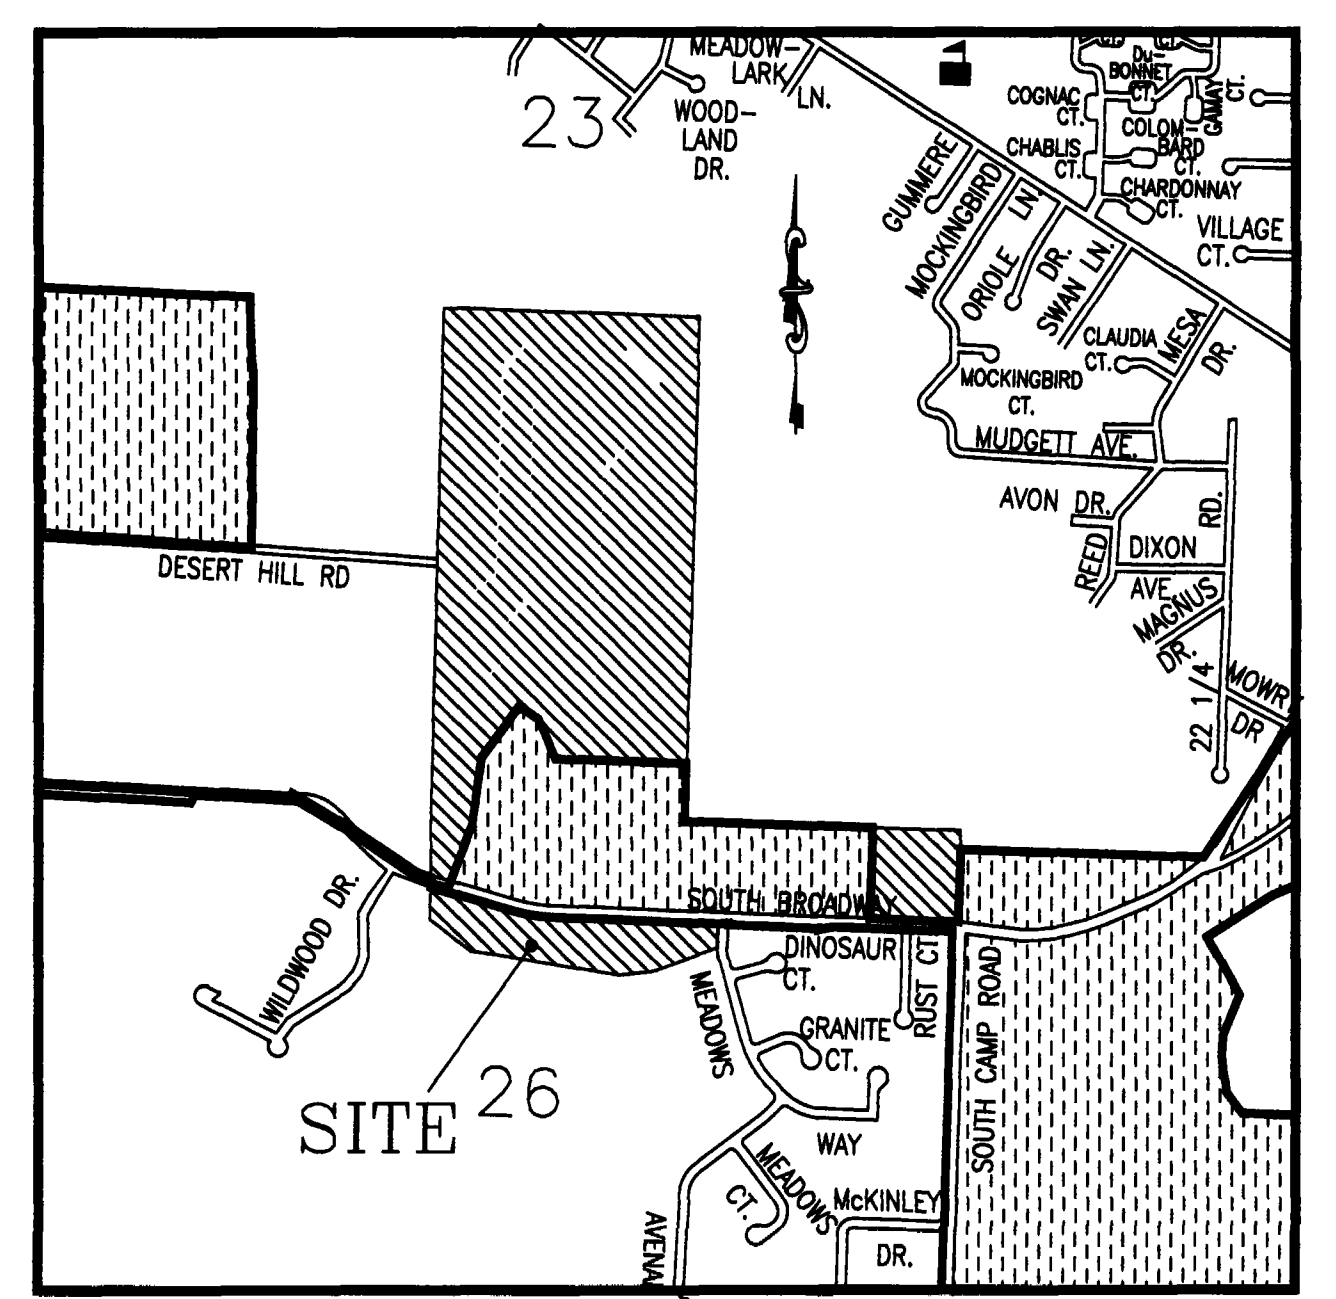 MEADOW-
LARK
LN.
23
WOOD-
LAND
DR.
CT.
CT.
Du-
BONNET
CT.
GAMAY
CT.
COGNAC
CT.
COLOM-
BARD
CT.
CHABLIS
CT.
CHARDONNAY
CT.
VILLAGE
CT.
GUMMERE
MOCKINGBIRD
LN.
ORIOLE
DR.
SWAN LN.
MESA
DR.
CLAUDIA
CT.
MOCKINGBIRD
CT.
MUDGETT AVE.
AVON DR.
RD.
REED
DIXON
AVE.
MAGNUS
DR.
22 1 4
MOWR
DR
DESERT HILL RD
SOUTH BROADWAY
WILDWOOD DR.
DINOSAUR
CT.
RUST CT
MEADOWS
GRANITE
CT.
SOUTH CAMP ROAD
SITE
26
WAY
MEADOWS
CT.
McKINLEY
DR.
AVENA